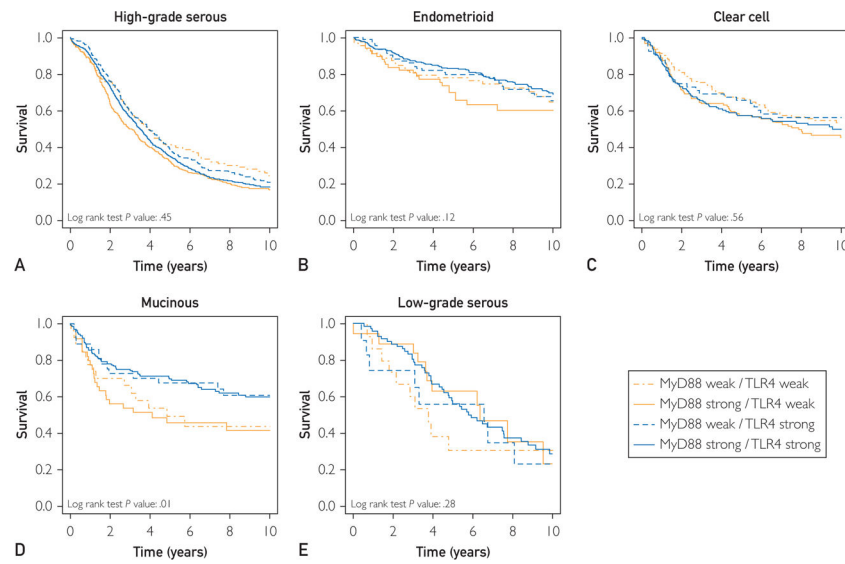 High-grade serous
1.0
0.8
0.6
0.4
0.2
0.0
Survival
Log rank test P value: .45
0 2 4 6 8 10
Time (years)
A
Endometrioid
1.0
0.8
0.6
0.4
0.2
0.0
Survival
Log rank test P value: .12
0 2 4 6 8 10
Time (years)
B
Clear cell
1.0
0.8
0.6
0.4
0.2
0.0
Survival
Log rank test P value: .56
0 2 4 6 8 10
Time (years)
C
Mucinous
1.0
0.8
0.6
0.4
0.2
0.0
Survival
Log rank test P value: .01
0 2 4 6 8 10
Time (years)
D
Low-grade serous
1.0
0.8
0.6
0.4
0.2
0.0
Survival
Log rank test P value: .28
0 2 4 6 8 10
Time (years)
E
MyD88 weak / TLR4 weak
MyD88 strong / TLR4 weak
MyD88 weak / TLR4 strong
MyD88 strong / TLR4 strong